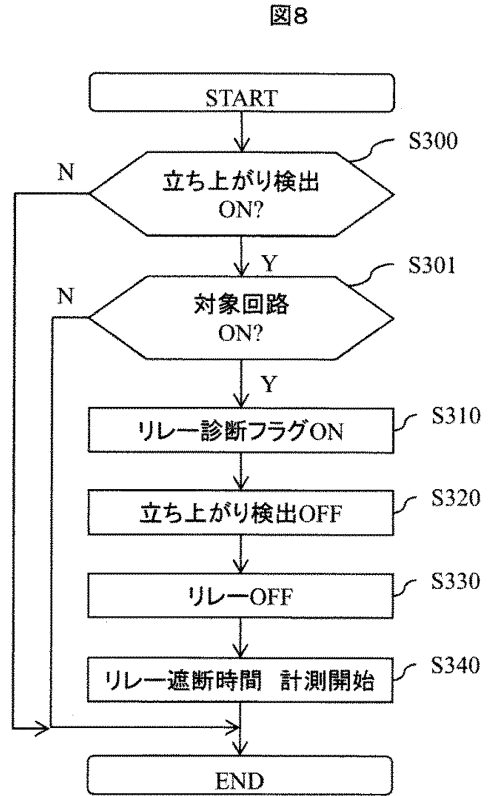 図8
START
S300
N
立ち上がり検出
ON?
Y
S301
N
対象回路
ON?
Y
S310
リレー診断フラグON
S320
立ち上がり検出OFF
S330
リレーOFF
S340
リレー遮断時間 計測開始
END